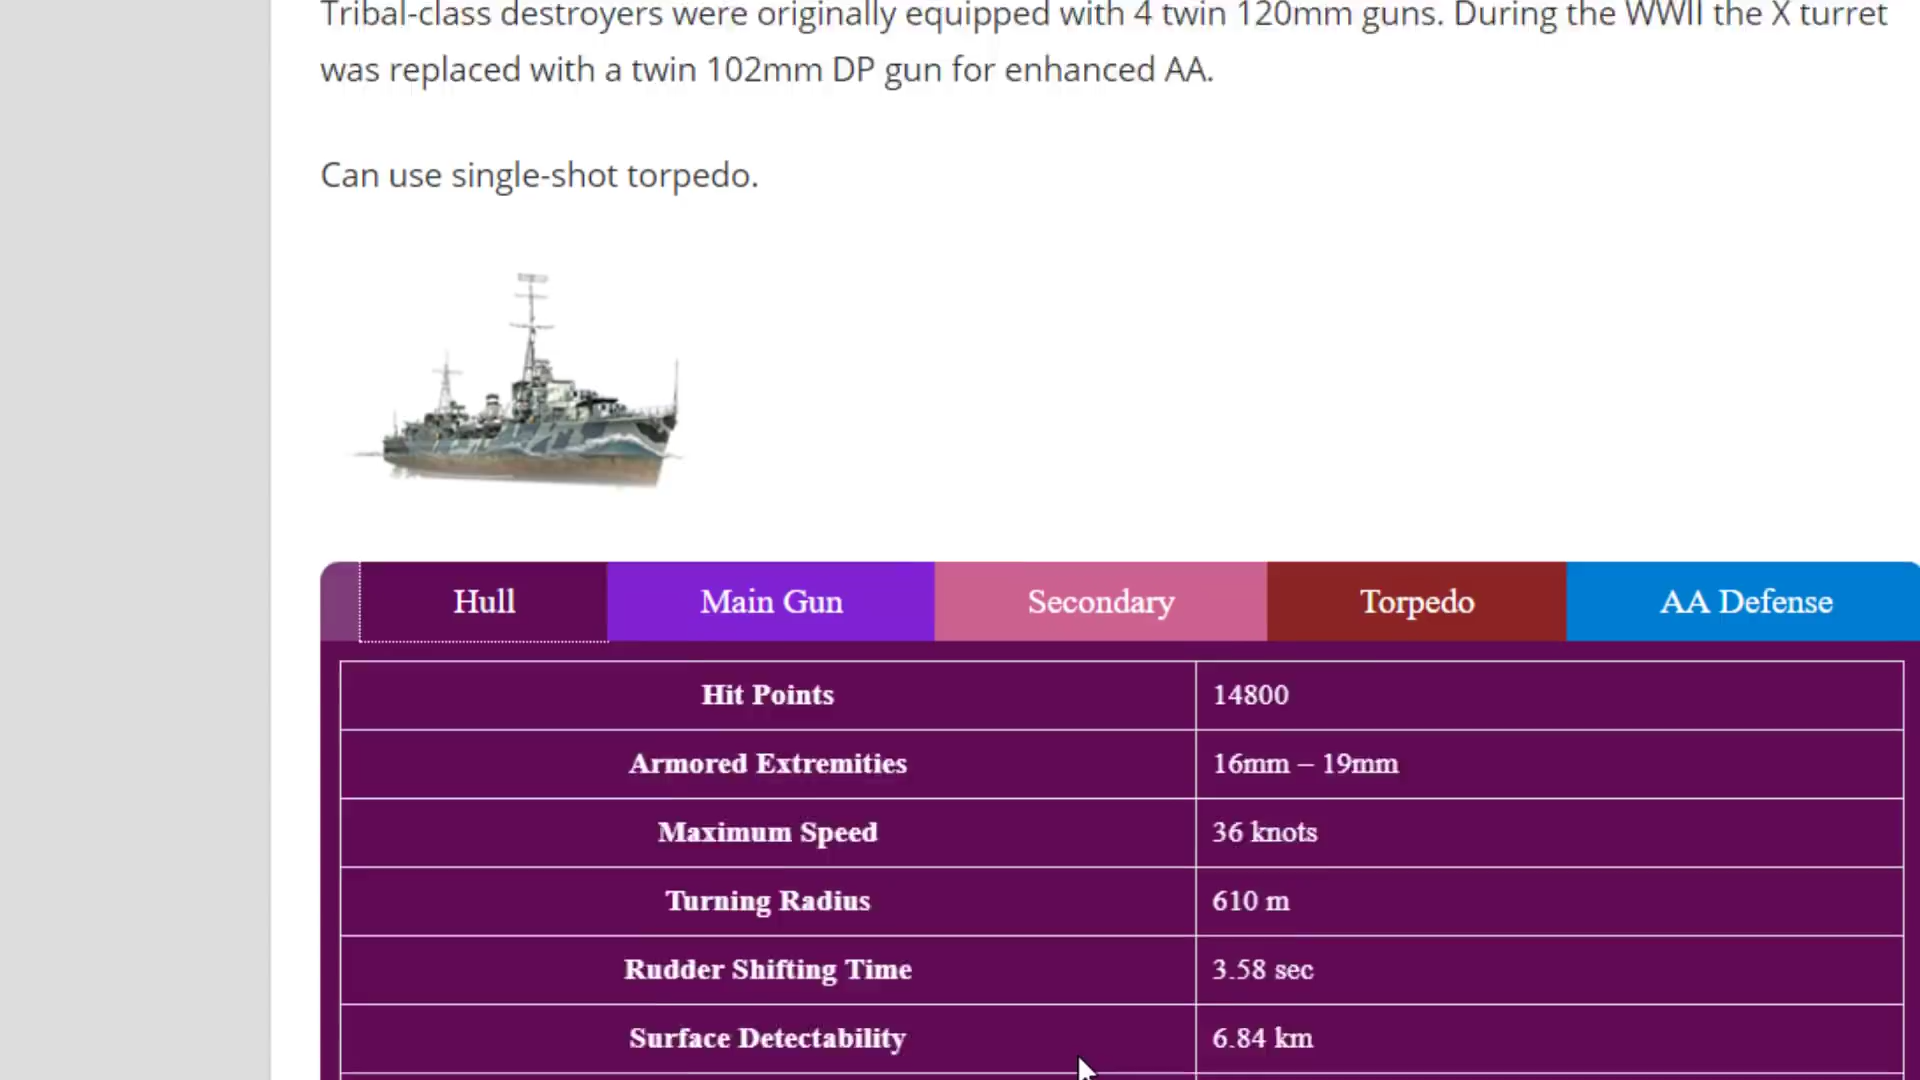 Tribal-class destroyers were originally equipped with 4 twin 120mm guns. During the WWII the X turret
was replaced with a twin 102mm DP gun for enhanced AA.
Can use single-shot torpedo.
Hull Main Gun Secondary Torpedo AA Defense
Hit Points 14800
Armored Extremities 16mm – 19mm
Maximum Speed 36 knots
Turning Radius 610 m
Rudder Shifting Time 3.58 sec
Surface Detectability 6.84 km